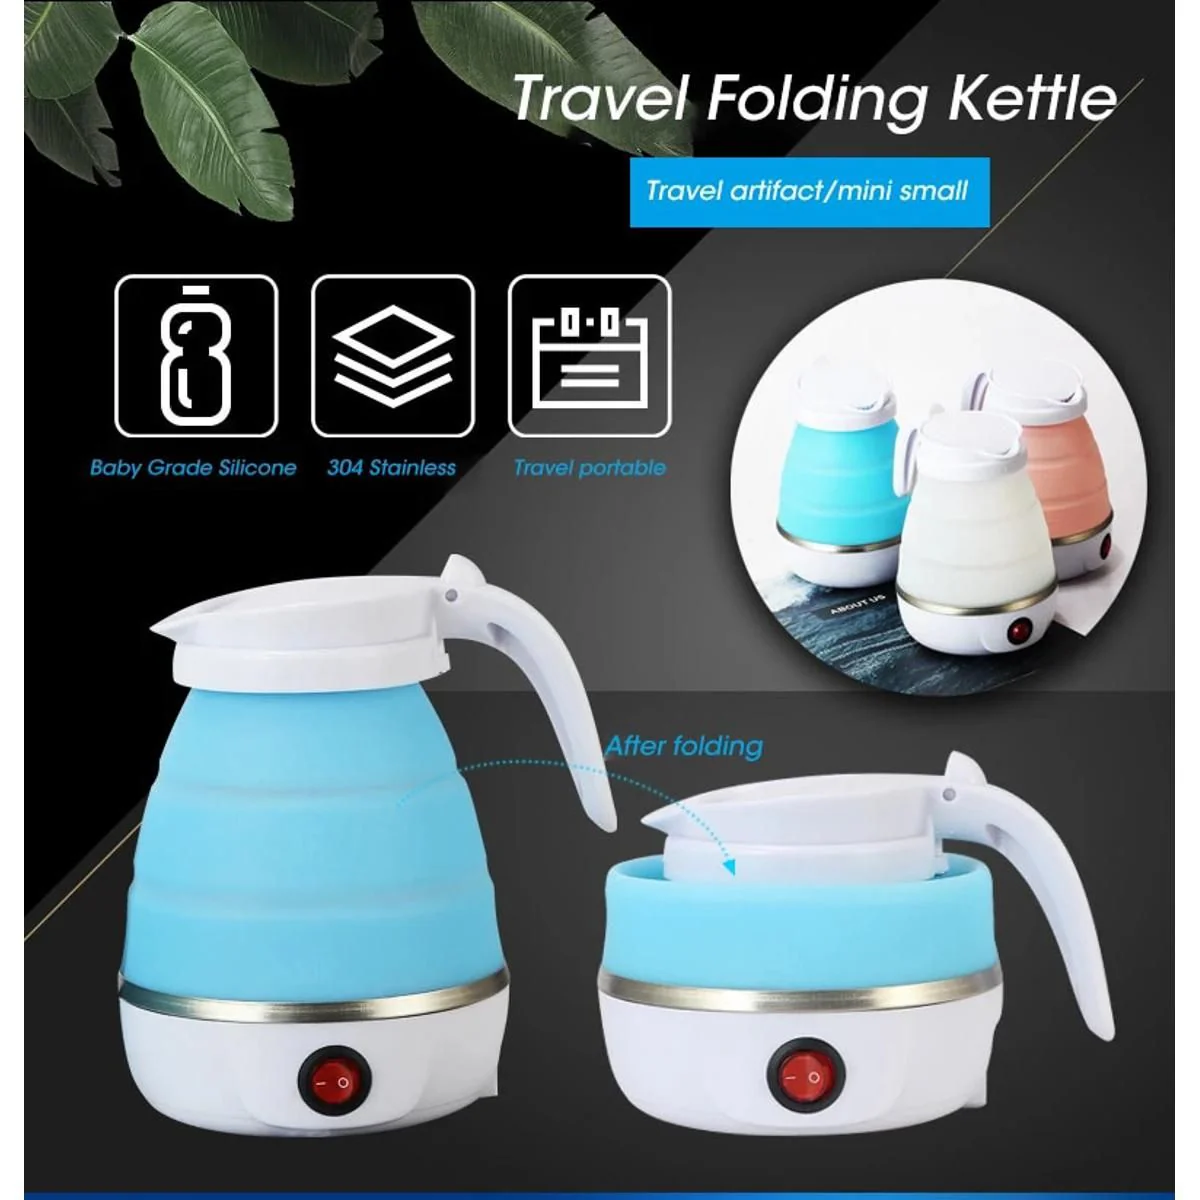 Travel Folding Kettle
Travel artifact/mini small
Baby Grade Silicone
304 Stainless
Travel portable
ABOUT US
After folding